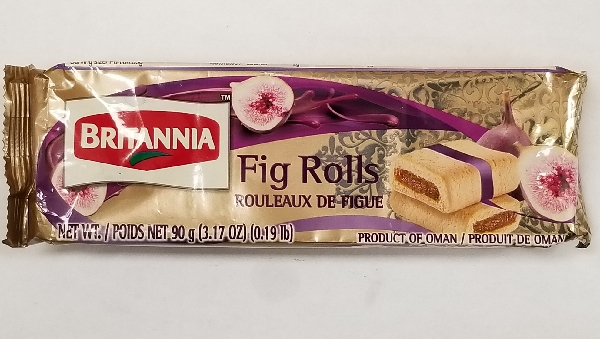 BRITANNIA
TM
Fig Rolls
ROULEAUX DE FIGUE
NET WT. / POIDS NET 90 g (3.17 OZ) (0.19 lb)
PRODUCT OF OMAN / PRODUIT DE OMAN